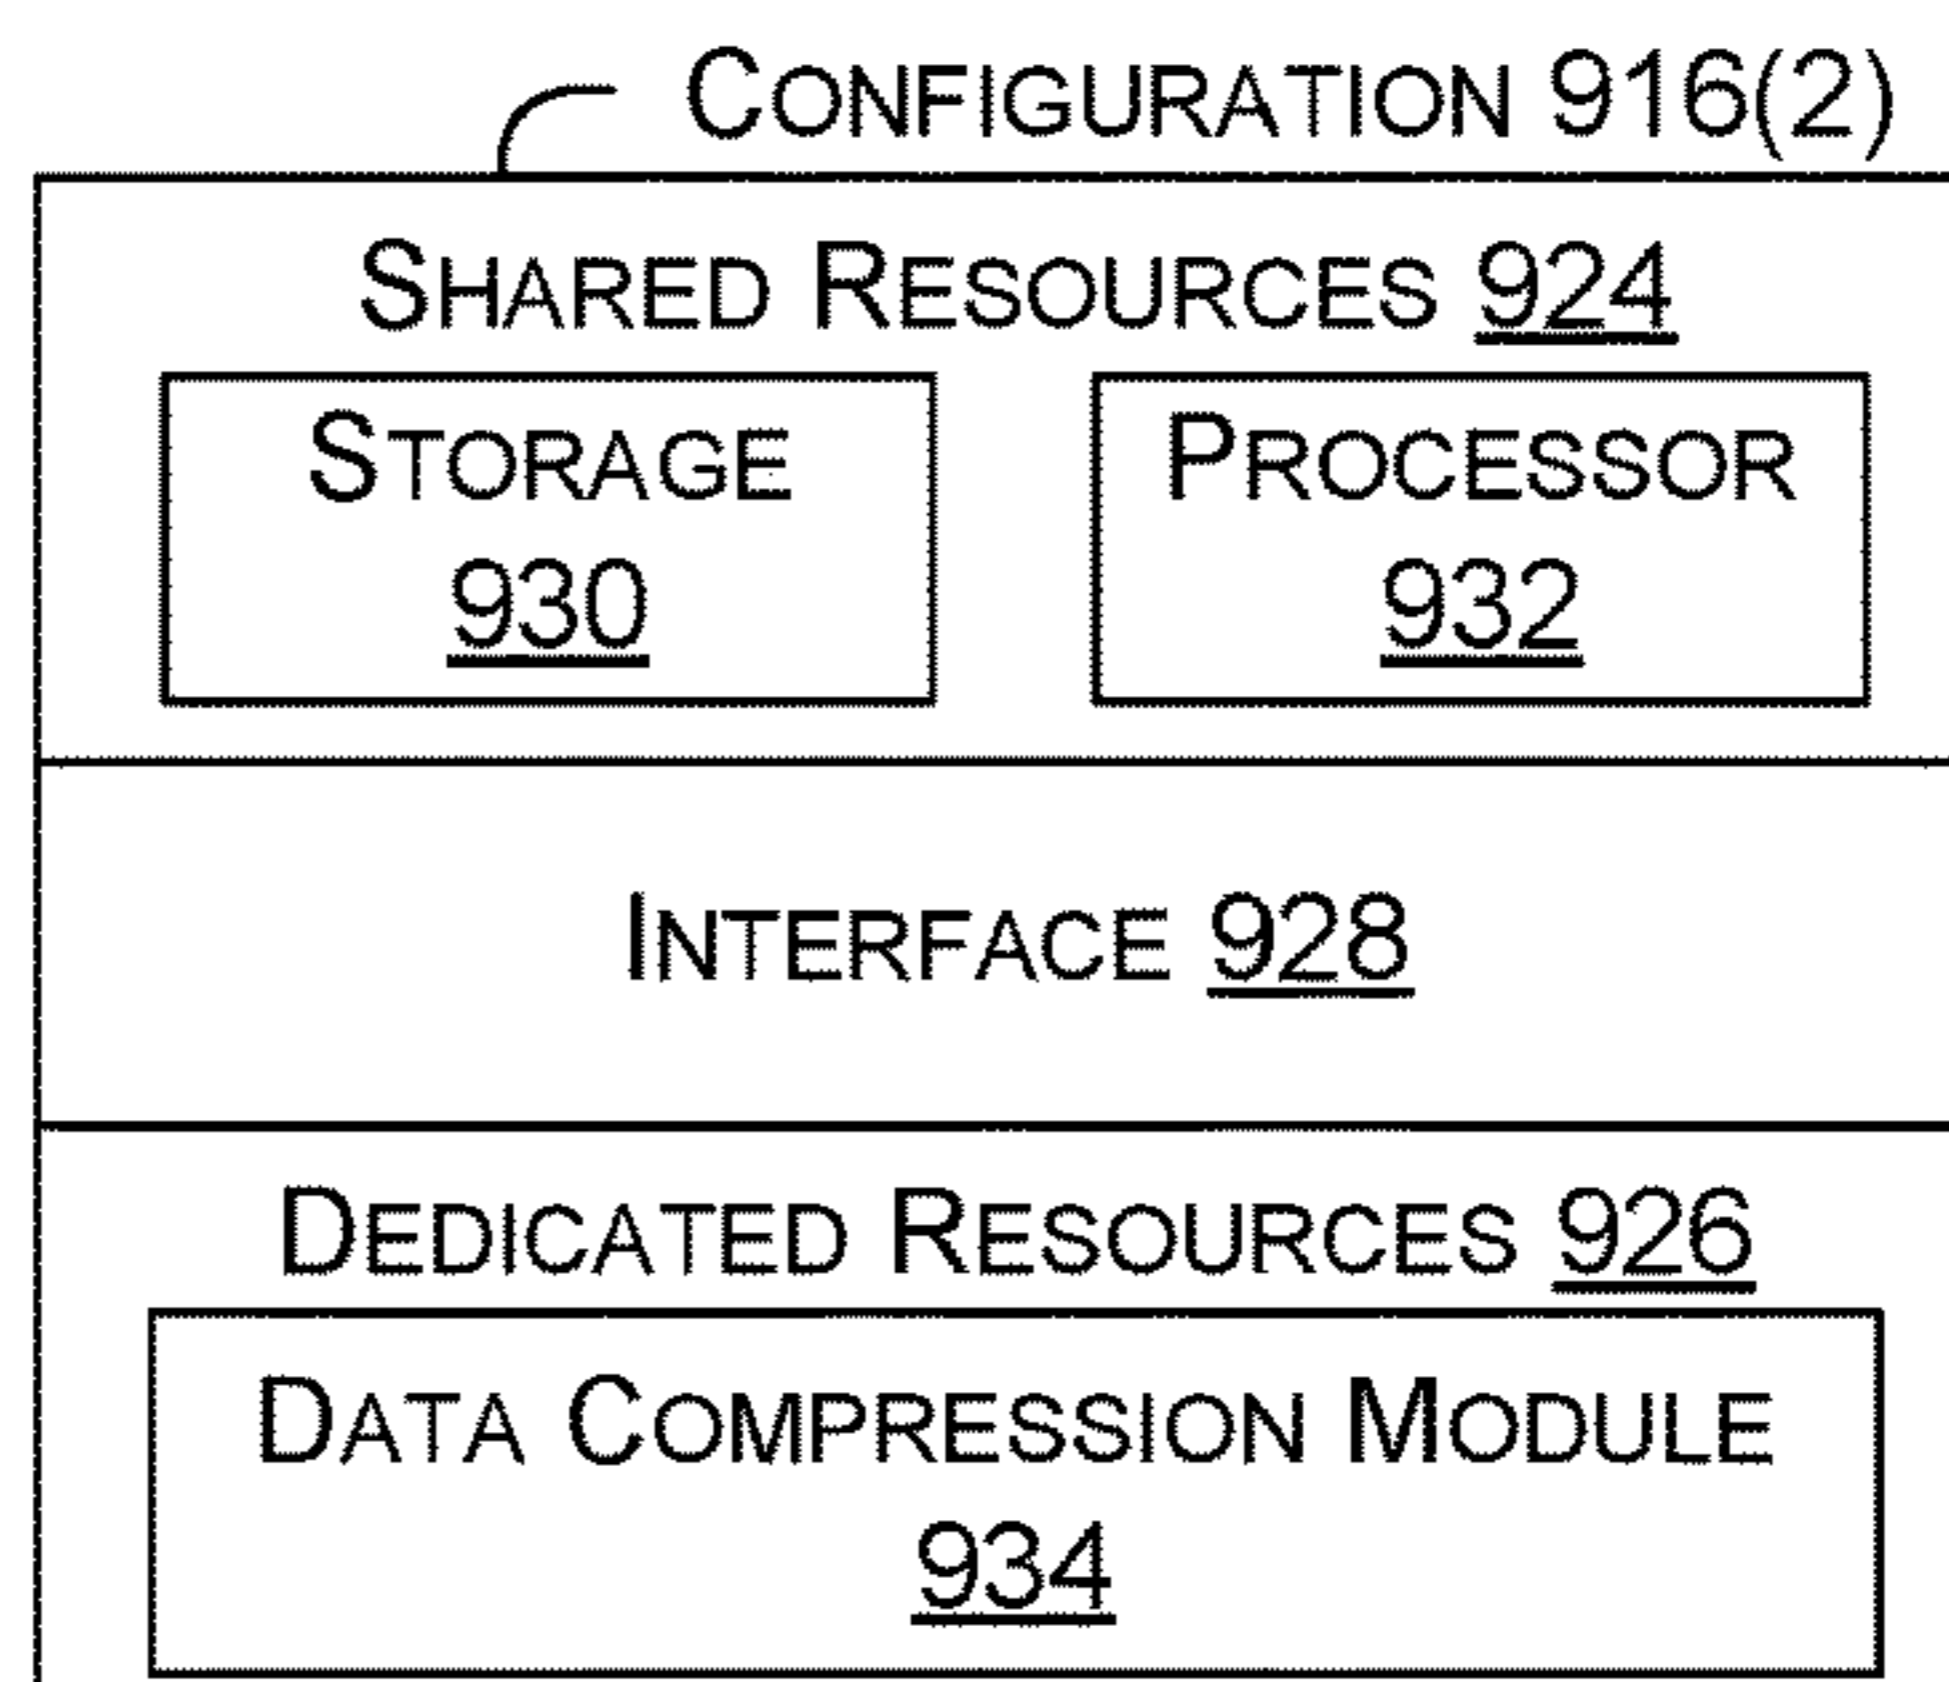 CONFIGURATION 916(2)
SHARED RESOURCES 924
STORAGE
930
PROCESSOR
932
INTERFACE 928
DEDICATED RESOURCES 926
DATA COMPRESSION MODULE
934